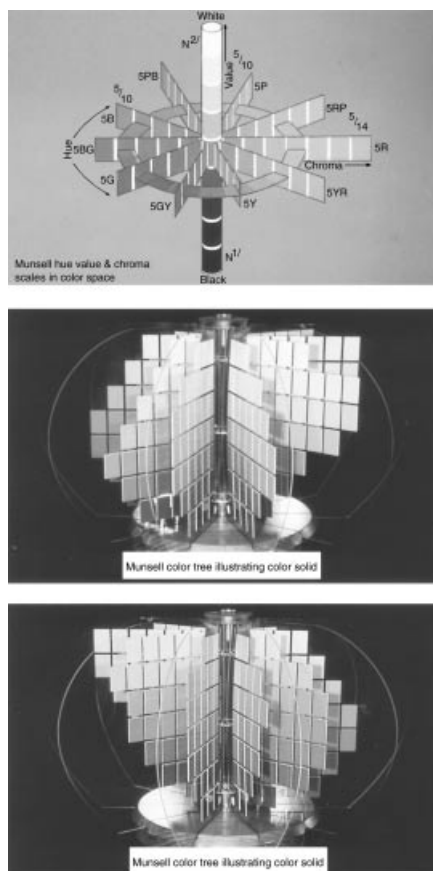 White
N2/
Value
5/10
5PB
5P
5/10
5B
5RP
5/14
Hue
5BG
5R
Chroma
5G
5YR
5GY
5Y
N1/
Munsell hue value & chroma
scales in color space
Black
Munsell color tree illustrating color solid
Munsell color tree illustrating color solid